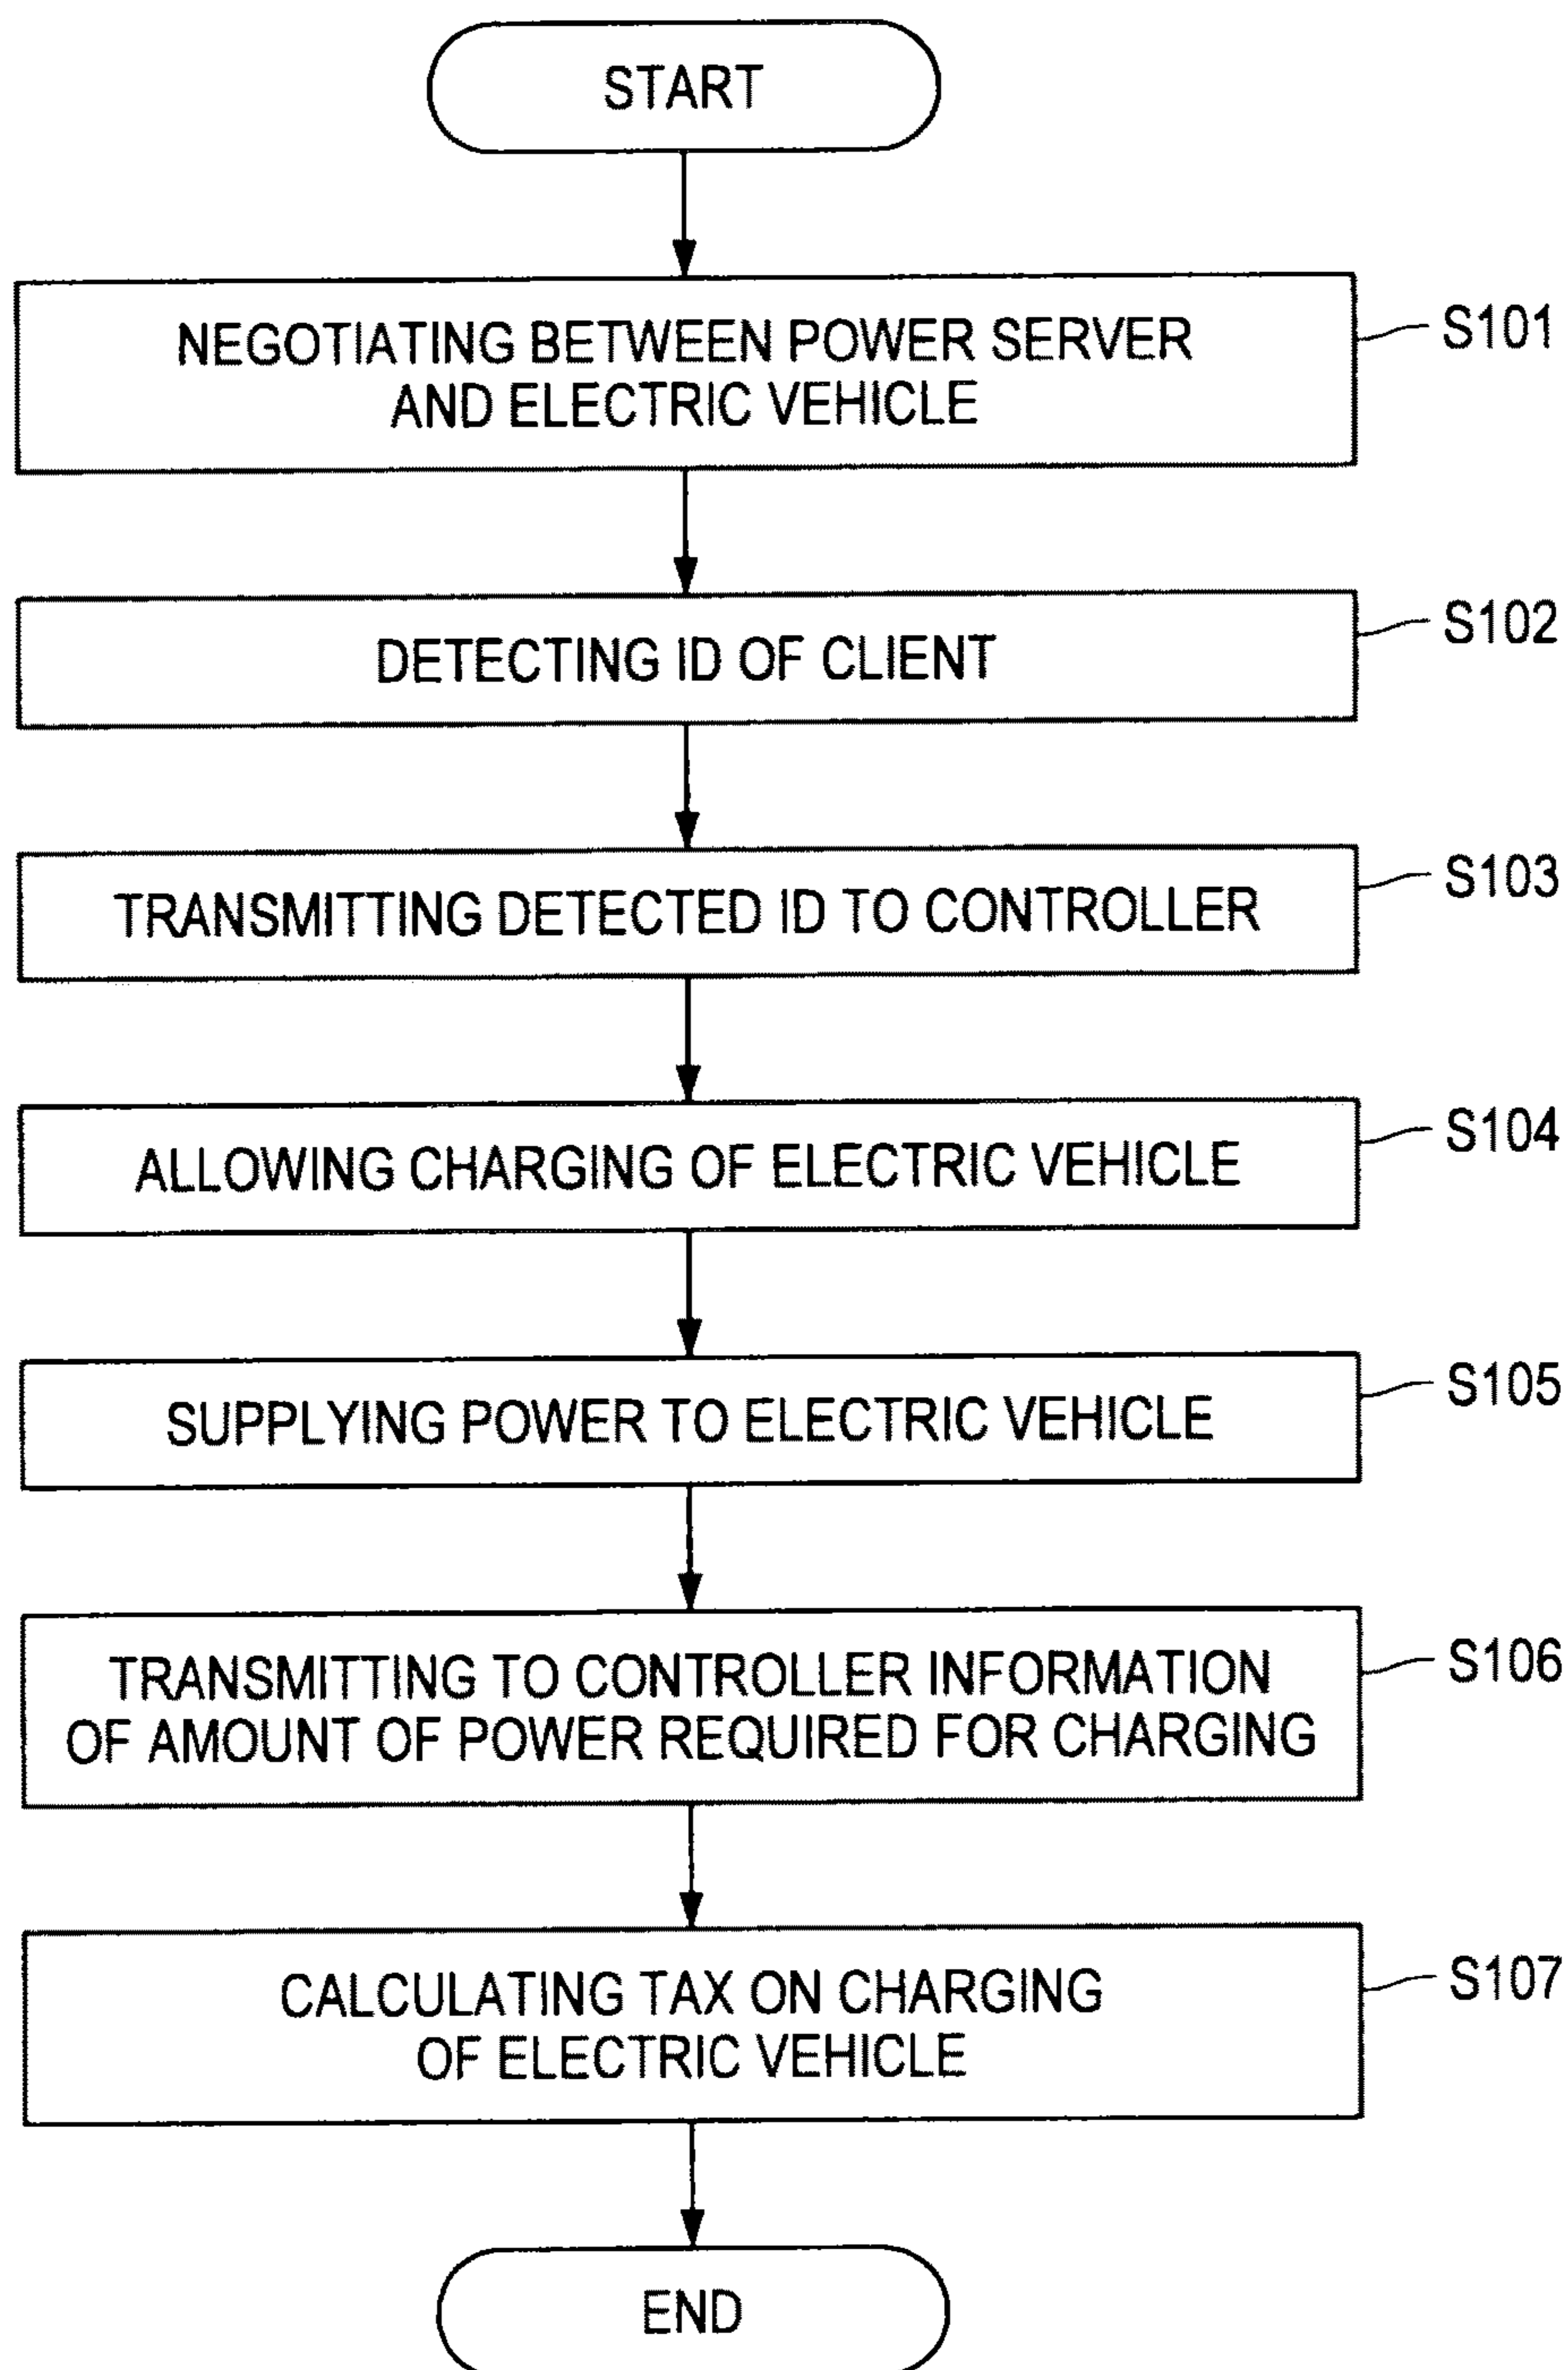 START
NEGOTIATING BETWEEN POWER SERVER
AND ELECTRIC VEHICLE
S101
DETECTING ID OF CLIENT
S102
TRANSMITTING DETECTED ID TO CONTROLLER
S103
ALLOWING CHARGING OF ELECTRIC VEHICLE
S104
SUPPLYING POWER TO ELECTRIC VEHICLE
S105
TRANSMITTING TO CONTROLLER INFORMATION
OF AMOUNT OF POWER REQUIRED FOR CHARGING
S106
CALCULATING TAX ON CHARGING
OF ELECTRIC VEHICLE
S107
END